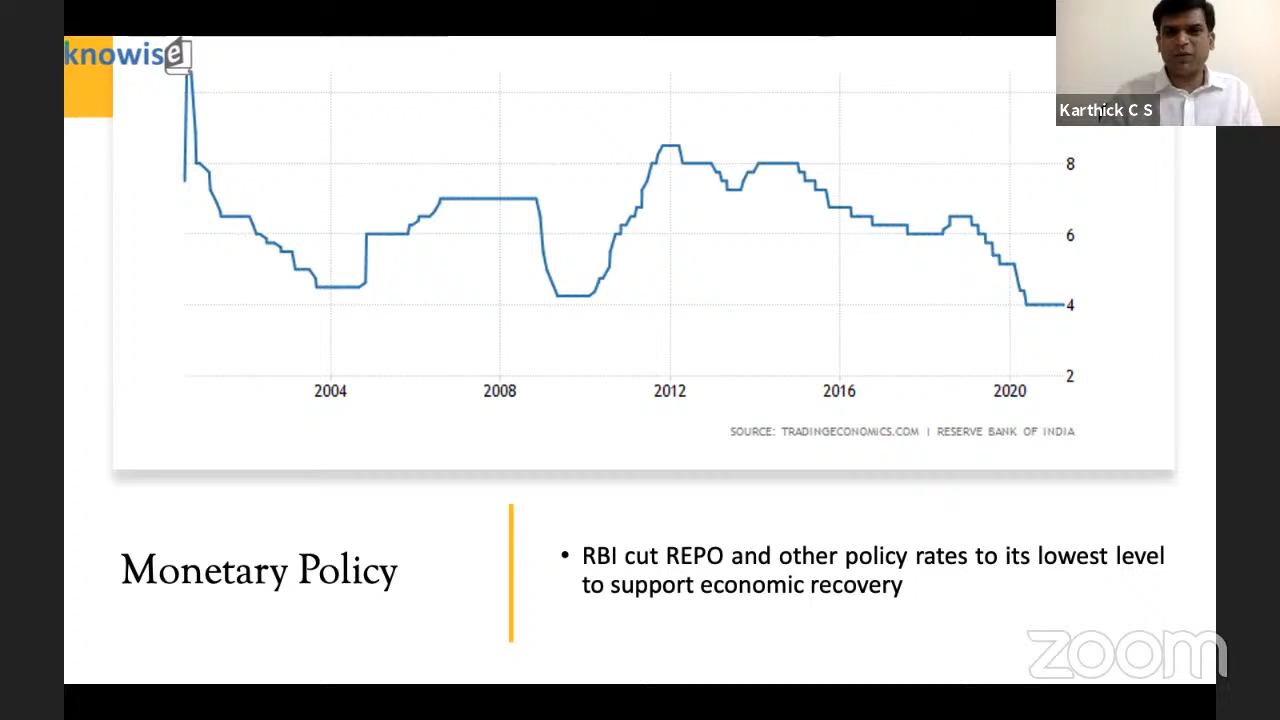 knowise
Karthick C S
8
6
4
2
2004 2008 2012 2016 2020
SOURCE: TRADINGECONOMICS.COM | RESERVE BANK OF INDIA
Monetary Policy
• RBI cut REPO and other policy rates to its lowest level
to support economic recovery
zoom